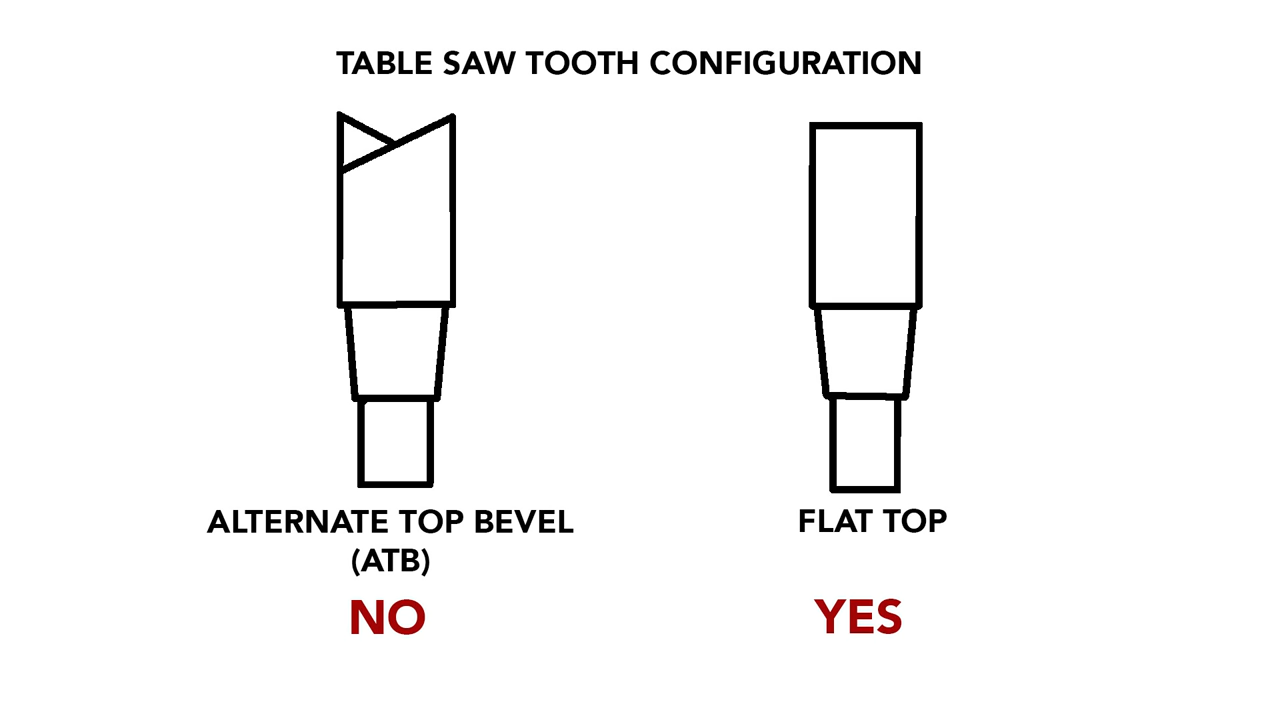 TABLE SAW TOOTH CONFIGURATION
ALTERNATE TOP BEVEL
(ATB)
NO
FLAT TOP
YES